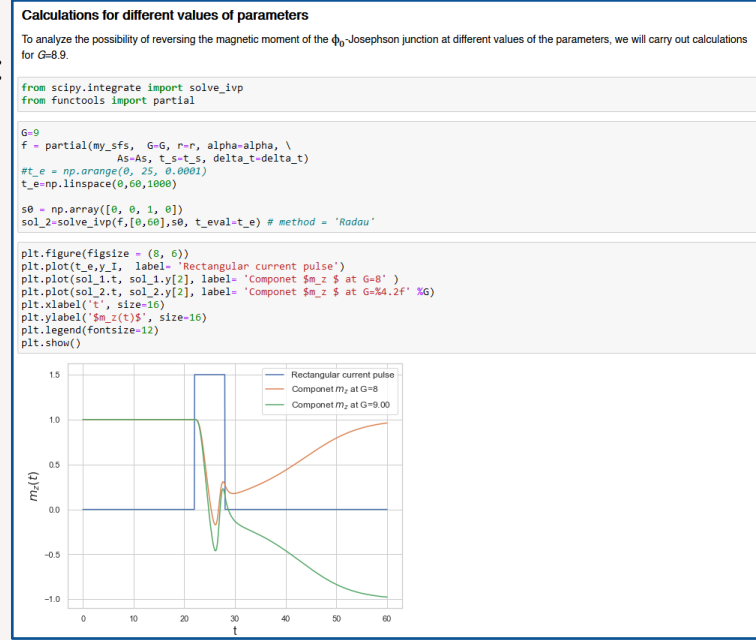 Calculations for different values of parameters
To analyze the possibility of reversing the magnetic moment of the ϕ₀-Josephson junction at different values of the parameters, we will carry out calculations
for G=8.9.
from scipy.integrate import solve_ivp
from functools import partial
G=9
f = partial(my_sfs,  G=G, r=r, alpha=alpha, \
As=As, t_s=t_s, delta_t=delta_t)
#t_e = np.arange(0, 25, 0.0001)
t_e=np.linspace(0,60,1000)
s0 = np.array([0, 0, 1, 0])
sol_2=solve_ivp(f,[0,60],s0, t_eval=t_e) # method = 'Radau'
plt.figure(figsize = (8, 6))
plt.plot(t_e,y_I,  label= 'Rectangular current pulse')
plt.plot(sol_1.t, sol_1.y[2], label= 'Componet $m_z $ at G=8' )
plt.plot(sol_2.t, sol_2.y[2], label= 'Componet $m_z $ at G=%4.2f' %G)
plt.xlabel('t', size=16)
plt.ylabel('$m_z(t)$', size=16)
plt.legend(fontsize=12)
plt.show()
Rectangular current pulse
Componet m_z at G=8
Componet m_z at G=9.00
1.5
1.0
0.5
0.0
−0.5
−1.0
m_z(t)
0 10 20 30 40 50 60
t